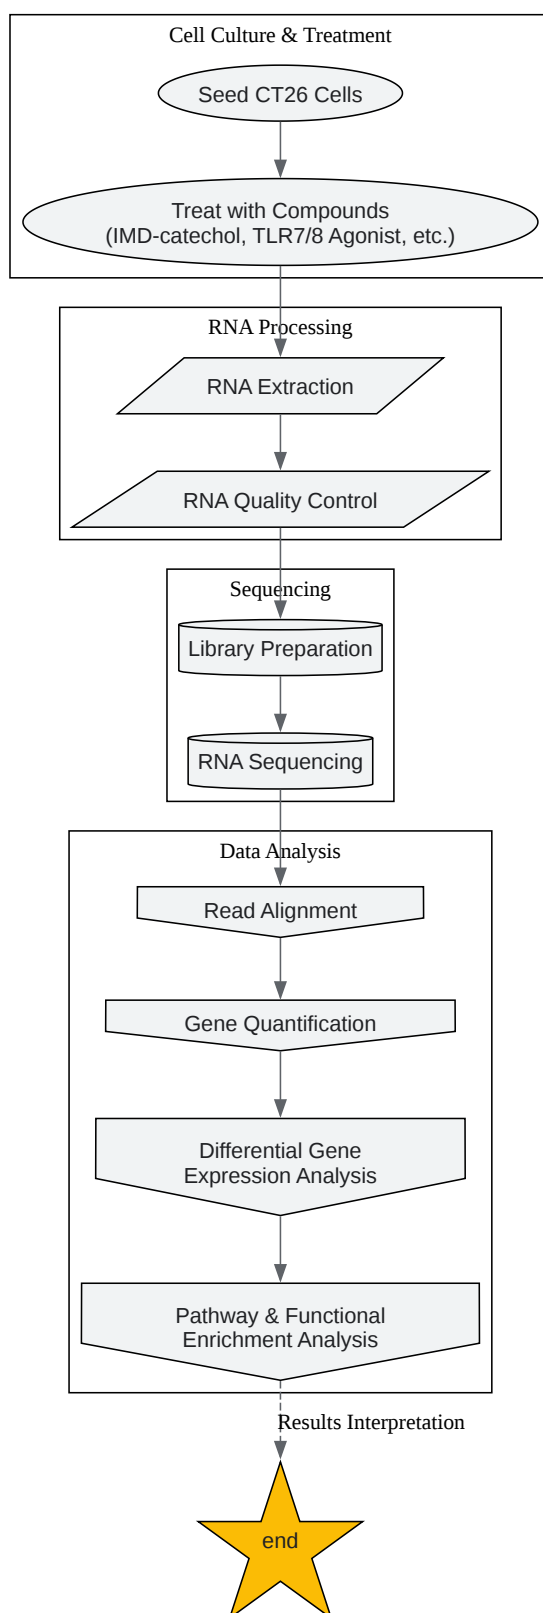 Cell Culture & Treatment
Seed CT26 Cells
Treat with Compounds
(IMD-catechol, TLR7/8 Agonist, etc.)
RNA Processing
RNA Extraction
RNA Quality Control
Sequencing
Library Preparation
RNA Sequencing
Data Analysis
Read Alignment
Gene Quantification
Differential Gene
Expression Analysis
Pathway & Functional
Enrichment Analysis
Results Interpretation
end